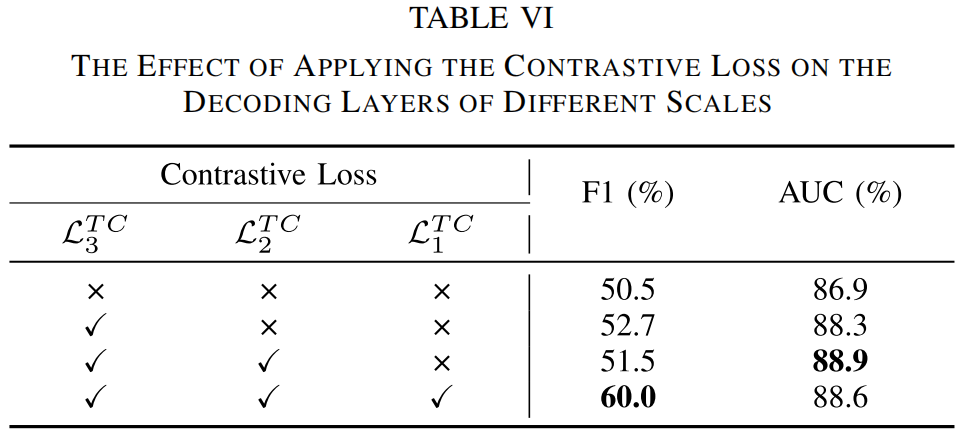 TABLE VI
THE EFFECT OF APPLYING THE CONTRASTIVE LOSS ON THE
DECODING LAYERS OF DIFFERENT SCALES
Contrastive Loss F1 (%) AUC (%)
$\mathcal{L}_3^{TC}$ $\mathcal{L}_2^{TC}$ $\mathcal{L}_1^{TC}$
× × × 50.5 86.9
✓ × × 52.7 88.3
✓ ✓ × 51.5 88.9
✓ ✓ ✓ 60.0 88.6